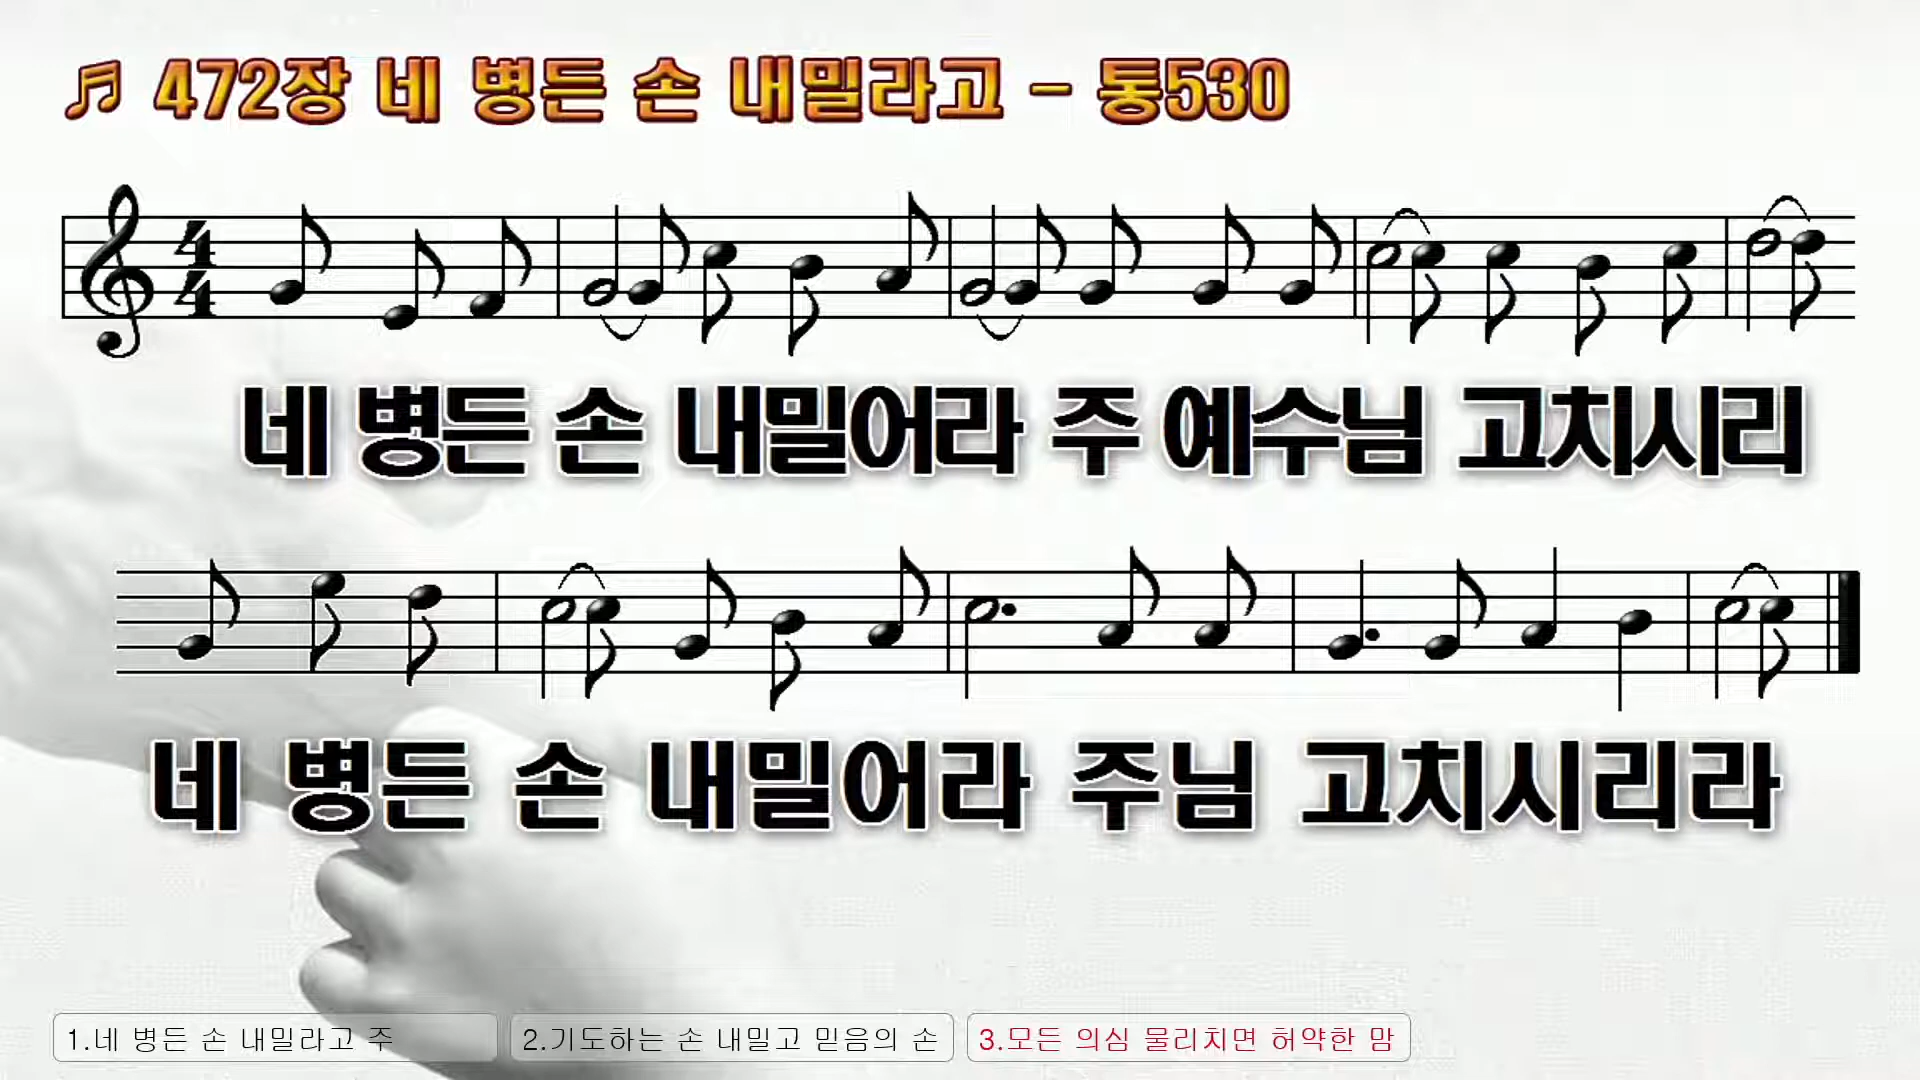 ♬ 472장 네 병든 손 내밀라고 - 통530
4
4
네 병든 손 내밀어라 주 예수님 고치시리
네 병든 손 내밀어라 주님 고치시리라
1.네 병든 손 내밀라고 주
2.기도하는 손 내밀고 믿음의 손
3.모든 의심 물리치면 허약한 맘